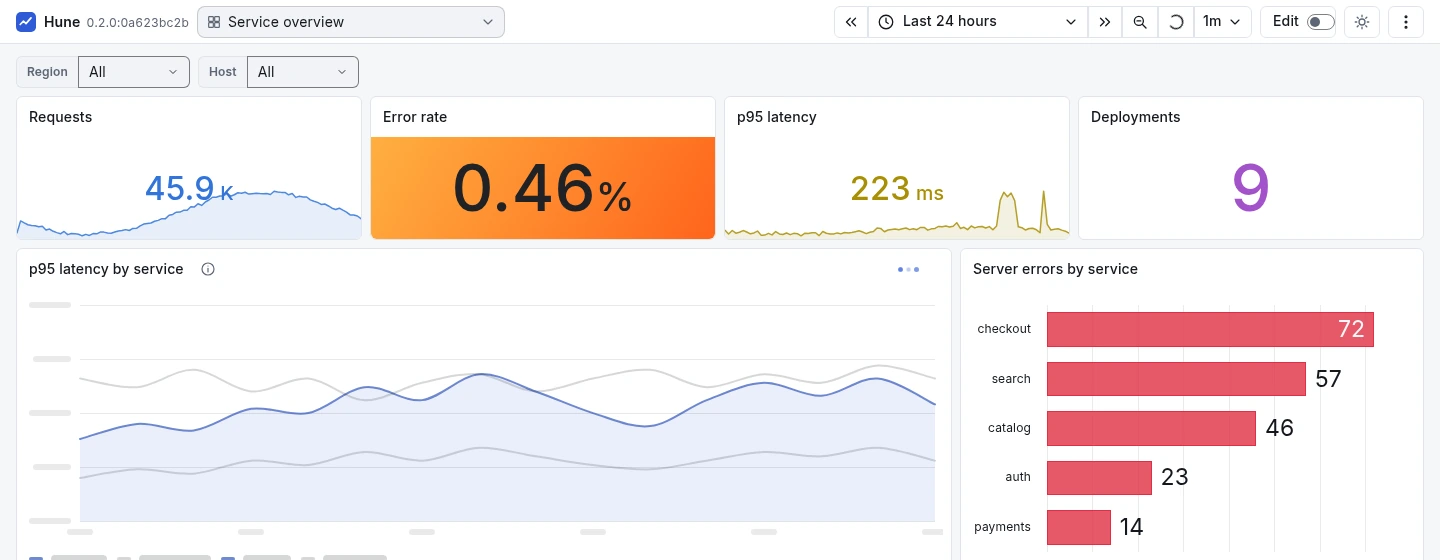 Hune 0.2.0:0a623bc2b Service overview Last 24 hours 1m Edit
Region All Host All
Requests Error rate p95 latency Deployments
45.9 K 0.46 % 223 ms 9
p95 latency by service Server errors by service
checkout 72
search 57
catalog 46
auth 23
payments 14